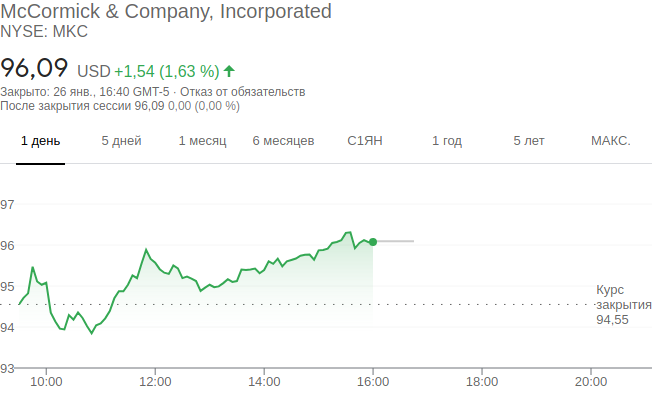 McCormick & Company, Incorporated
NYSE: MKC
96,09 USD +1,54 (1,63 %)
Закрыто: 26 янв., 16:40 GMT-5 · Отказ от обязательств
После закрытия сессии 96,09 0,00 (0,00 %)
1 день 5 дней 1 месяц 6 месяцев С1ЯН 1 год 5 лет МАКС.
97
96
95
94
93
Курс
закрытия
94,55
10:00 12:00 14:00 16:00 18:00 20:00